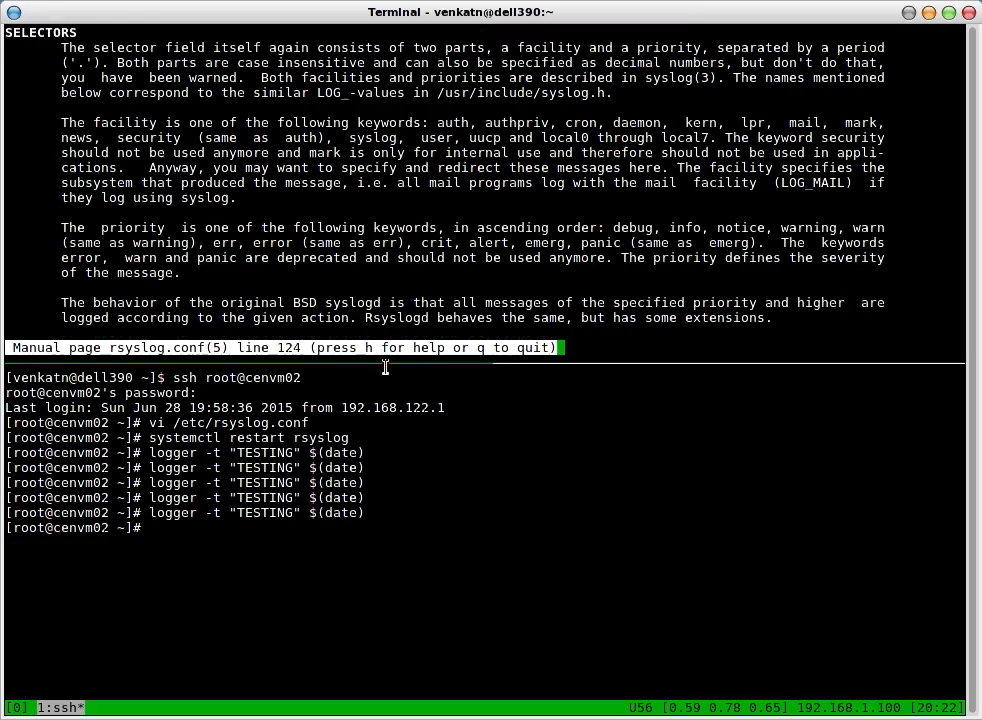 Terminal - venkatn@dell390:~
SELECTORS
The selector field itself again consists of two parts, a facility and a priority, separated by a period
('.'). Both parts are case insensitive and can also be specified as decimal numbers, but don't do that,
you  have  been warned.  Both facilities and priorities are described in syslog(3). The names mentioned
below correspond to the similar LOG_-values in /usr/include/syslog.h.
The facility is one of the following keywords: auth, authpriv, cron, daemon,  kern,  lpr,  mail,  mark,
news,  security  (same  as  auth),  syslog,  user, uucp and local0 through local7. The keyword security
should not be used anymore and mark is only for internal use and therefore should not be used in appli-
cations.   Anyway, you may want to specify and redirect these messages here. The facility specifies the
subsystem that produced the message, i.e. all mail programs log with the mail  facility  (LOG_MAIL)  if
they log using syslog.
The  priority  is one of the following keywords, in ascending order: debug, info, notice, warning, warn
(same as warning), err, error (same as err), crit, alert, emerg, panic (same as  emerg).  The  keywords
error,  warn and panic are deprecated and should not be used anymore. The priority defines the severity
of the message.
The behavior of the original BSD syslogd is that all messages of the specified priority and higher  are
logged according to the given action. Rsyslogd behaves the same, but has some extensions.
Manual page rsyslog.conf(5) line 124 (press h for help or q to quit)
[venkatn@dell390 ~]$ ssh root@cenvm02
root@cenvm02's password:
Last login: Sun Jun 28 19:58:36 2015 from 192.168.122.1
[root@cenvm02 ~]# vi /etc/rsyslog.conf
[root@cenvm02 ~]# systemctl restart rsyslog
[root@cenvm02 ~]# logger -t "TESTING" $(date)
[root@cenvm02 ~]# logger -t "TESTING" $(date)
[root@cenvm02 ~]# logger -t "TESTING" $(date)
[root@cenvm02 ~]# logger -t "TESTING" $(date)
[root@cenvm02 ~]# logger -t "TESTING" $(date)
[root@cenvm02 ~]#
[0] 1:ssh* U56 [0.59 0.78 0.65] 192.168.1.100 [20:22]